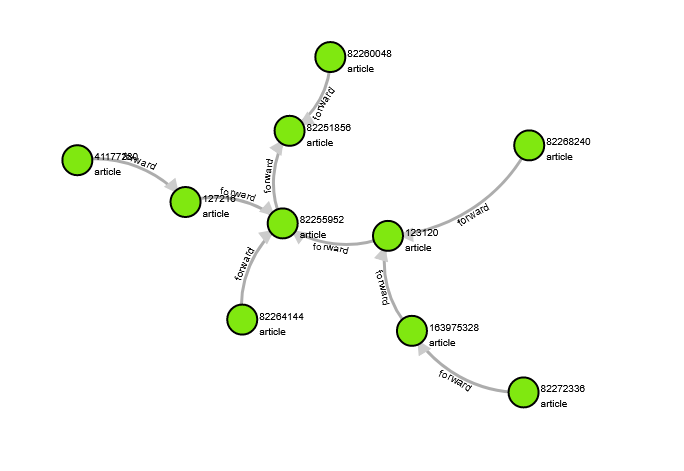 82260048
article
forward
82251856
article
82268240
article
41177280
forward
article
forward
127216
forward
article
82255952
article
forward
123120
article
forward
forward
forward
82264144
article
163975328
article
forward
82272336
article